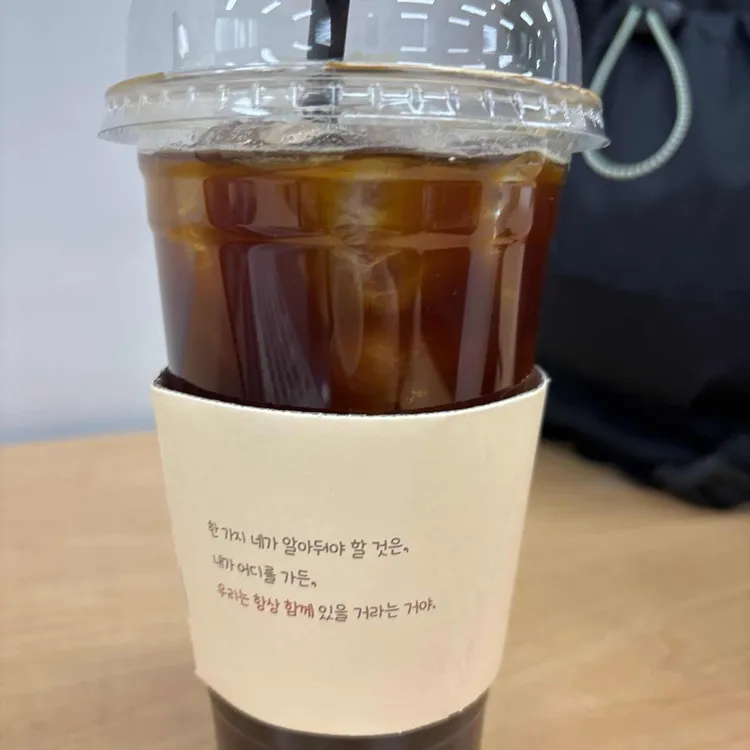 한 가지 네가 알아둬야 할 것은,
내가 어디를 가든,
우리는 항상 함께 있을 거라는 거야.